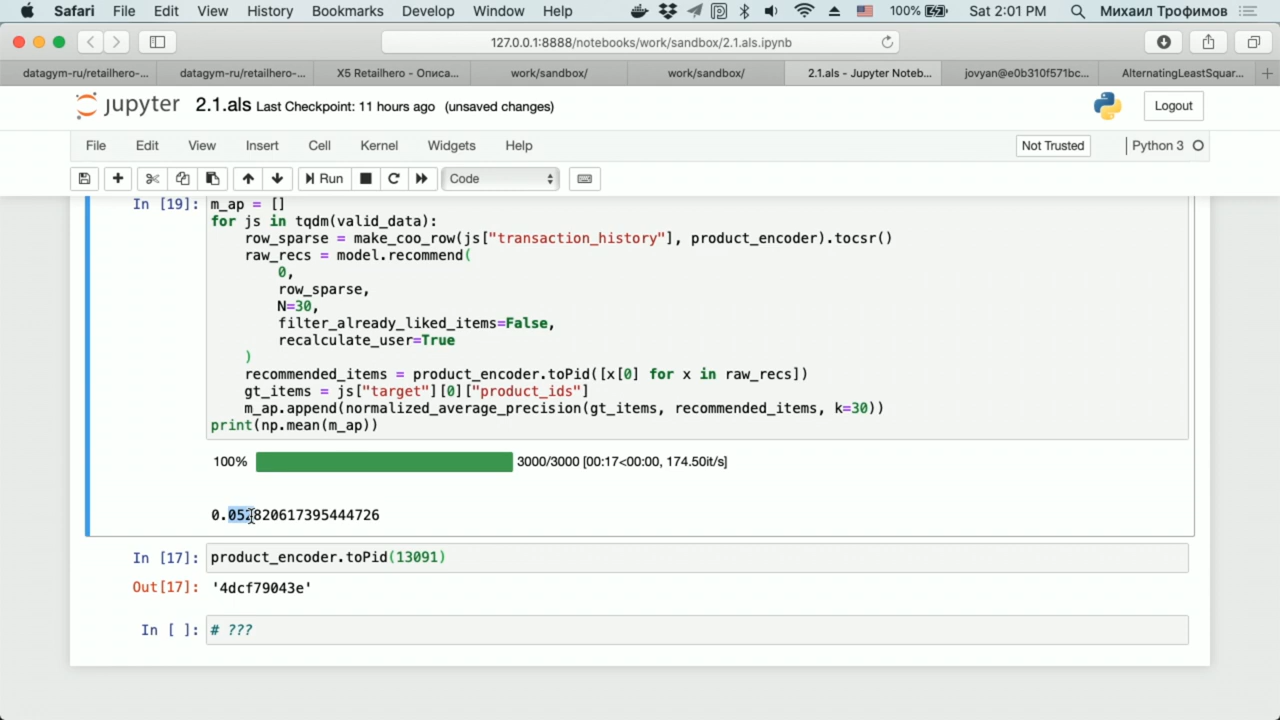 Safari File Edit View History Bookmarks Develop Window Help 100% Sat 2:01 PM Михаил Трофимов
127.0.0.1:8888/notebooks/work/sandbox/2.1.als.ipynb
datagym-ru/retailhero-... datagym-ru/retailhero-... X5 Retailhero - Описа... work/sandbox/ work/sandbox/ 2.1.als - Jupyter Noteb... jovyan@e0b310f571bc... AlternatingLeastSquar...
jupyter 2.1.als Last Checkpoint: 11 hours ago (unsaved changes) Logout
File Edit View Insert Cell Kernel Widgets Help Not Trusted Python 3
Run Code
In [19]: m_ap = []
for js in tqdm(valid_data):
row_sparse = make_coo_row(js["transaction_history"], product_encoder).tocsr()
raw_recs = model.recommend(
0,
row_sparse,
N=30,
filter_already_liked_items=False,
recalculate_user=True
)
recommended_items = product_encoder.toPid([x[0] for x in raw_recs])
gt_items = js["target"][0]["product_ids"]
m_ap.append(normalized_average_precision(gt_items, recommended_items, k=30))
print(np.mean(m_ap))
100% 3000/3000 [00:17<00:00, 174.50it/s]
0.052820617395444726
In [17]: product_encoder.toPid(13091)
Out[17]: '4dcf79043e'
In [ ]: # ???